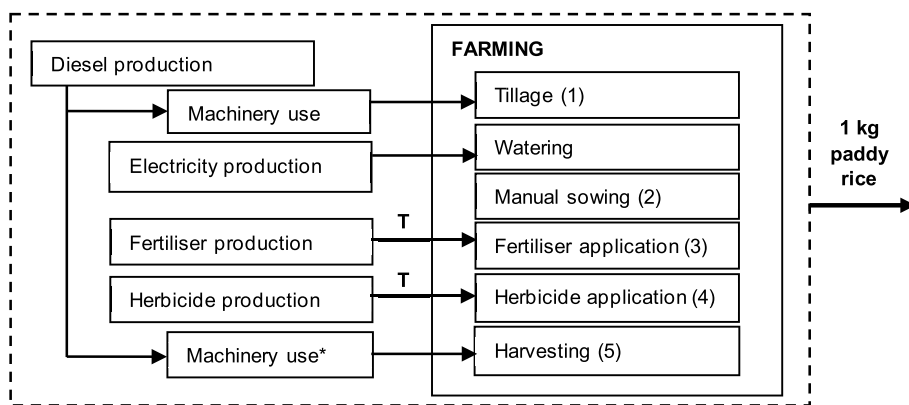 FARMING
Diesel production
Tillage (1)
Machinery use
Watering
Electricity production
Manual sowing (2)
T
Fertiliser production
Fertiliser application (3)
T
Herbicide production
Herbicide application (4)
Machinery use*
Harvesting (5)
1 kg
paddy
rice